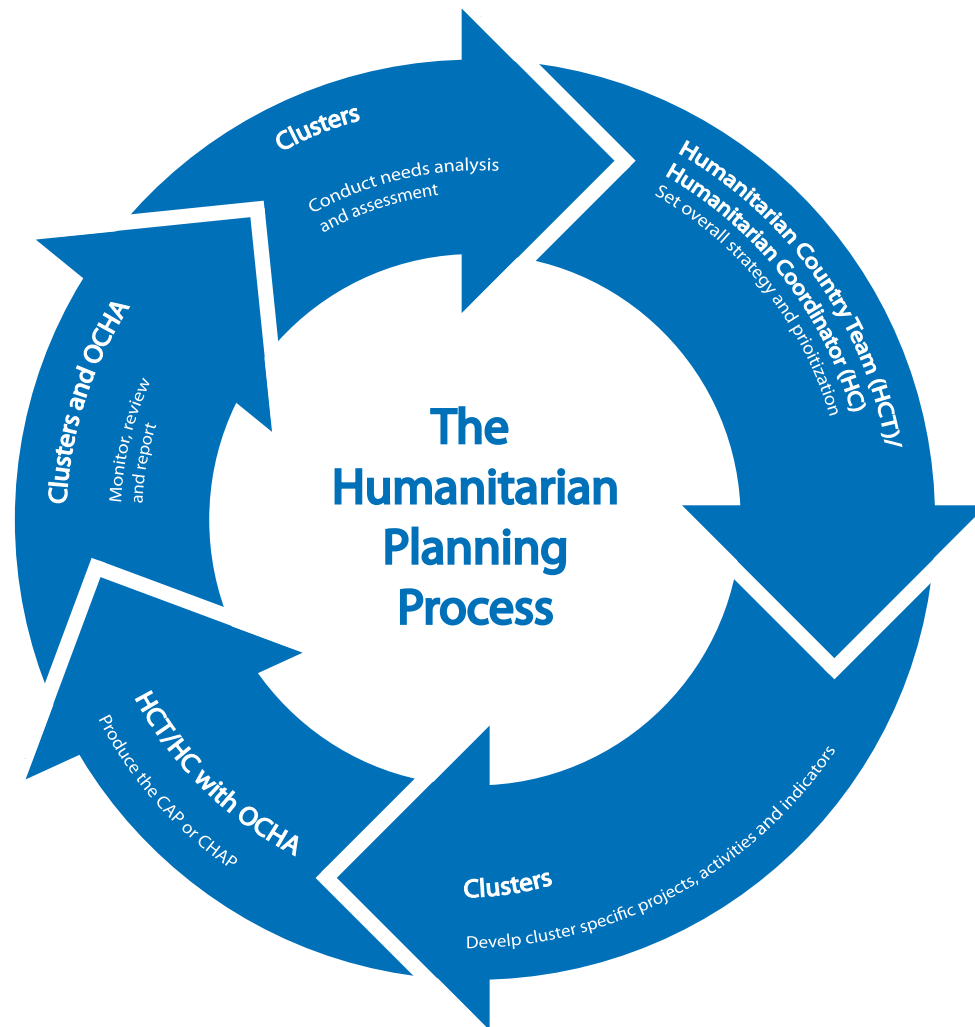 The
Humanitarian
Planning
Process
Clusters
Conduct needs analysis
and assessment
Humanitarian Country Team (HCT)/
Humanitarian Coordinator (HC)
Set overall strategy and prioitization
Clusters
Develp cluster specific projects, activities and indicators
HCT/HC with OCHA
Produce the CAP or CHAP
Clusters and OCHA
Monitor, review
and report